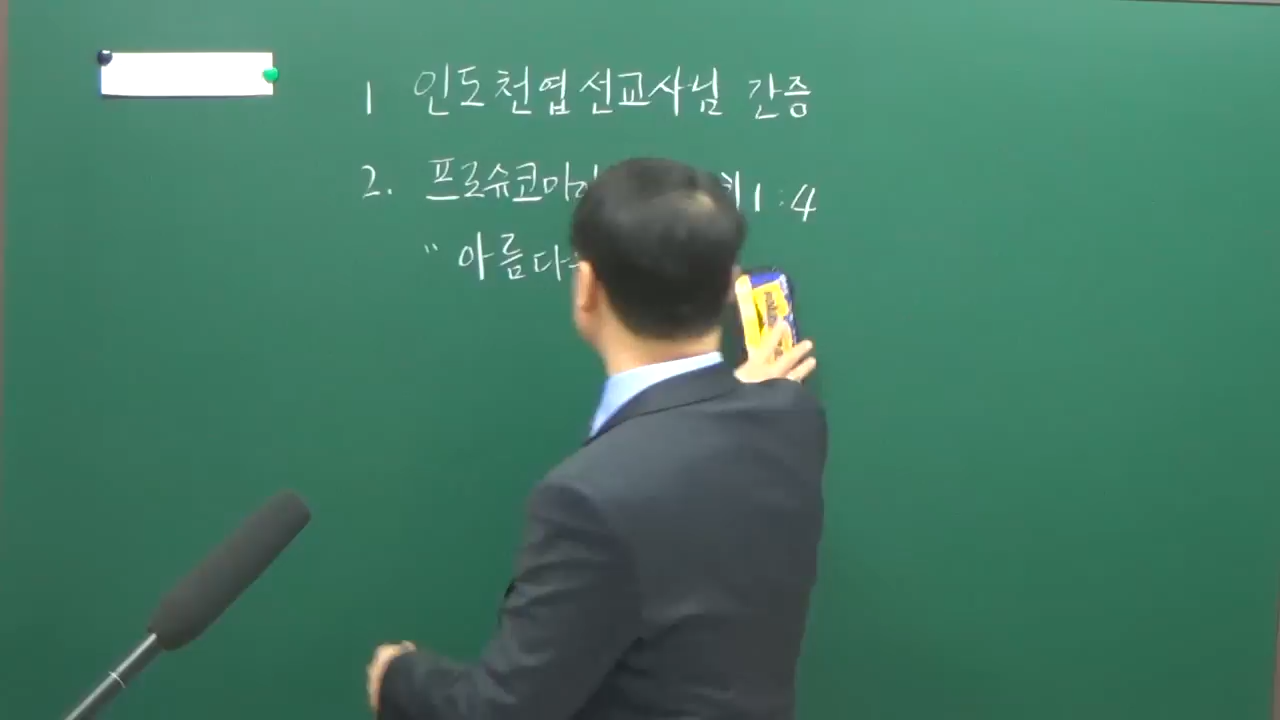 1 인도 천엽 선교사님 간증
2. 프로슈코마이 1:4
" 아름다